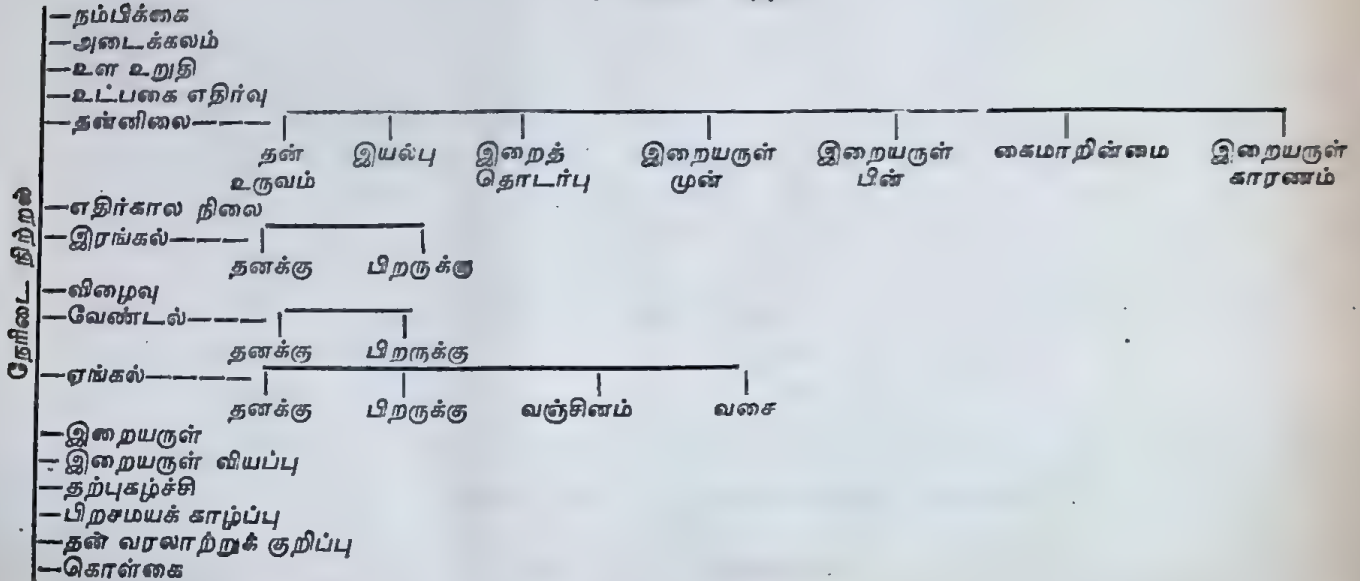 நம்பிக்கை
அடைக்கலம்
உள உறுதி
உட்பகை எதிர்வு
தன்னிலை
தன் உருவம்
இயல்பு
இறைத் தொடர்பு
இறையருள் முன்
இறையருள் பின்
கைமாறின்மை
இறையருள் காரணம்
நேரிடை நிற்றல்
எதிர்கால நிலை
இரங்கல்
தனக்கு பிறருக்கு
விழைவு
வேண்டல்
தனக்கு பிறருக்கு
ஏங்கல்
தனக்கு பிறருக்கு வஞ்சினம் வசை
இறையருள்
இறையருள் வியப்பு
தற்புகழ்ச்சி
பிறசமயக் காழ்ப்பு
தன் வரலாற்றுக் குறிப்பு
கொள்கை